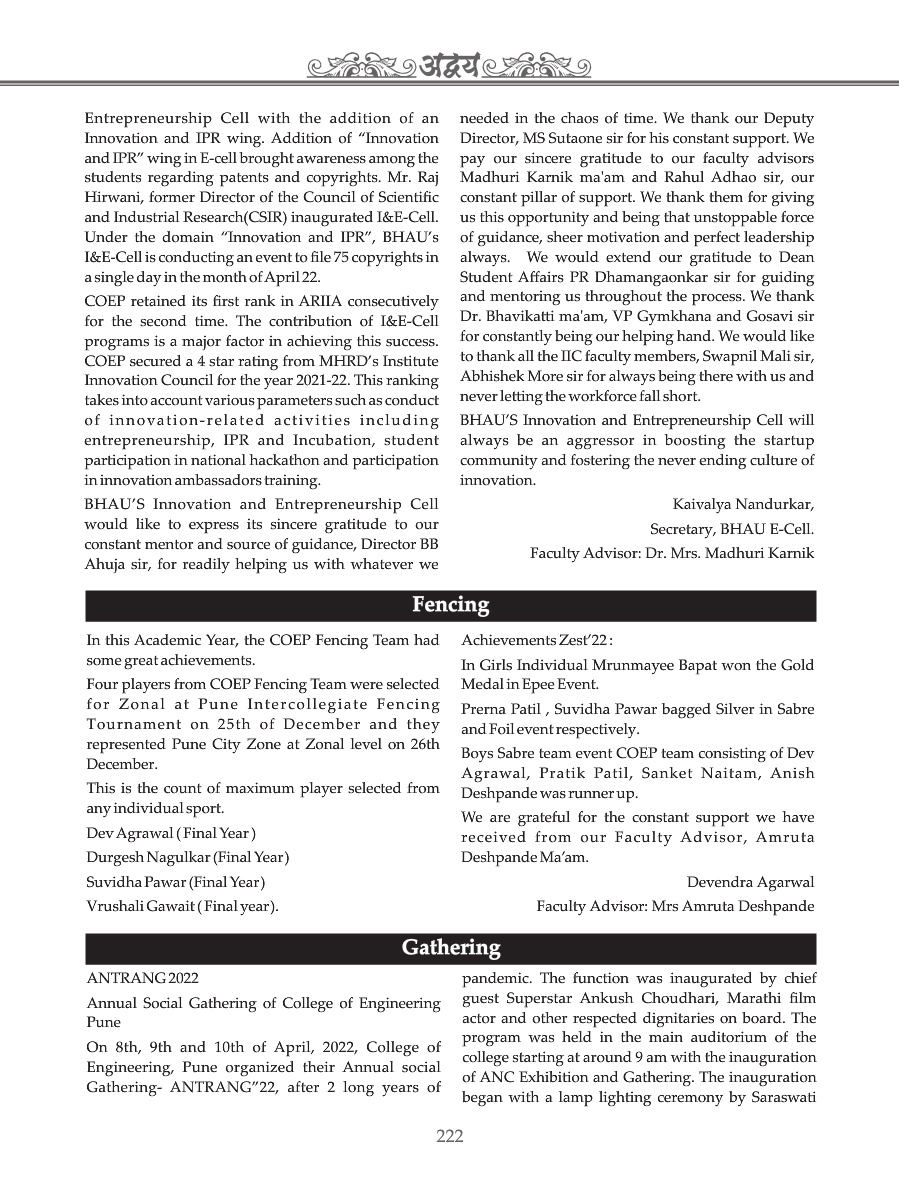 अद्वय
Entrepreneurship Cell with the addition of an
Innovation and IPR wing. Addition of “Innovation
and IPR” wing in E-cell brought awareness among the
students regarding patents and copyrights. Mr. Raj
Hirwani, former Director of the Council of Scientific
and Industrial Research(CSIR) inaugurated I&E-Cell.
Under the domain “Innovation and IPR”, BHAU’s
I&E-Cell is conducting an event to file 75 copyrights in
a single day in the month of April 22.
COEP retained its first rank in ARIIA consecutively
for the second time. The contribution of I&E-Cell
programs is a major factor in achieving this success.
COEP secured a 4 star rating from MHRD’s Institute
Innovation Council for the year 2021-22. This ranking
takes into account various parameters such as conduct
of innovation-related activities including
entrepreneurship, IPR and Incubation, student
participation in national hackathon and participation
in innovation ambassadors training.
BHAU’S Innovation and Entrepreneurship Cell
would like to express its sincere gratitude to our
constant mentor and source of guidance, Director BB
Ahuja sir, for readily helping us with whatever we
needed in the chaos of time. We thank our Deputy
Director, MS Sutaone sir for his constant support. We
pay our sincere gratitude to our faculty advisors
Madhuri Karnik ma'am and Rahul Adhao sir, our
constant pillar of support. We thank them for giving
us this opportunity and being that unstoppable force
of guidance, sheer motivation and perfect leadership
always. We would extend our gratitude to Dean
Student Affairs PR Dhamangaonkar sir for guiding
and mentoring us throughout the process. We thank
Dr. Bhavikatti ma'am, VP Gymkhana and Gosavi sir
for constantly being our helping hand. We would like
to thank all the IIC faculty members, Swapnil Mali sir,
Abhishek More sir for always being there with us and
never letting the workforce fall short.
BHAU’S Innovation and Entrepreneurship Cell will
always be an aggressor in boosting the startup
community and fostering the never ending culture of
innovation.
Kaivalya Nandurkar,
Secretary, BHAU E-Cell.
Faculty Advisor: Dr. Mrs. Madhuri Karnik
Fencing
In this Academic Year, the COEP Fencing Team had
some great achievements.
Four players from COEP Fencing Team were selected
for Zonal at Pune Intercollegiate Fencing
Tournament on 25th of December and they
represented Pune City Zone at Zonal level on 26th
December.
This is the count of maximum player selected from
any individual sport.
Dev Agrawal ( Final Year )
Durgesh Nagulkar (Final Year)
Suvidha Pawar (Final Year)
Vrushali Gawait ( Final year).
Achievements Zest’22 :
In Girls Individual Mrunmayee Bapat won the Gold
Medal in Epee Event.
Prerna Patil , Suvidha Pawar bagged Silver in Sabre
and Foil event respectively.
Boys Sabre team event COEP team consisting of Dev
Agrawal, Pratik Patil, Sanket Naitam, Anish
Deshpande was runner up.
We are grateful for the constant support we have
received from our Faculty Advisor, Amruta
Deshpande Ma’am.
Devendra Agarwal
Faculty Advisor: Mrs Amruta Deshpande
Gathering
ANTRANG 2022
Annual Social Gathering of College of Engineering
Pune
On 8th, 9th and 10th of April, 2022, College of
Engineering, Pune organized their Annual social
Gathering- ANTRANG”22, after 2 long years of
pandemic. The function was inaugurated by chief
guest Superstar Ankush Choudhari, Marathi film
actor and other respected dignitaries on board. The
program was held in the main auditorium of the
college starting at around 9 am with the inauguration
of ANC Exhibition and Gathering. The inauguration
began with a lamp lighting ceremony by Saraswati
222